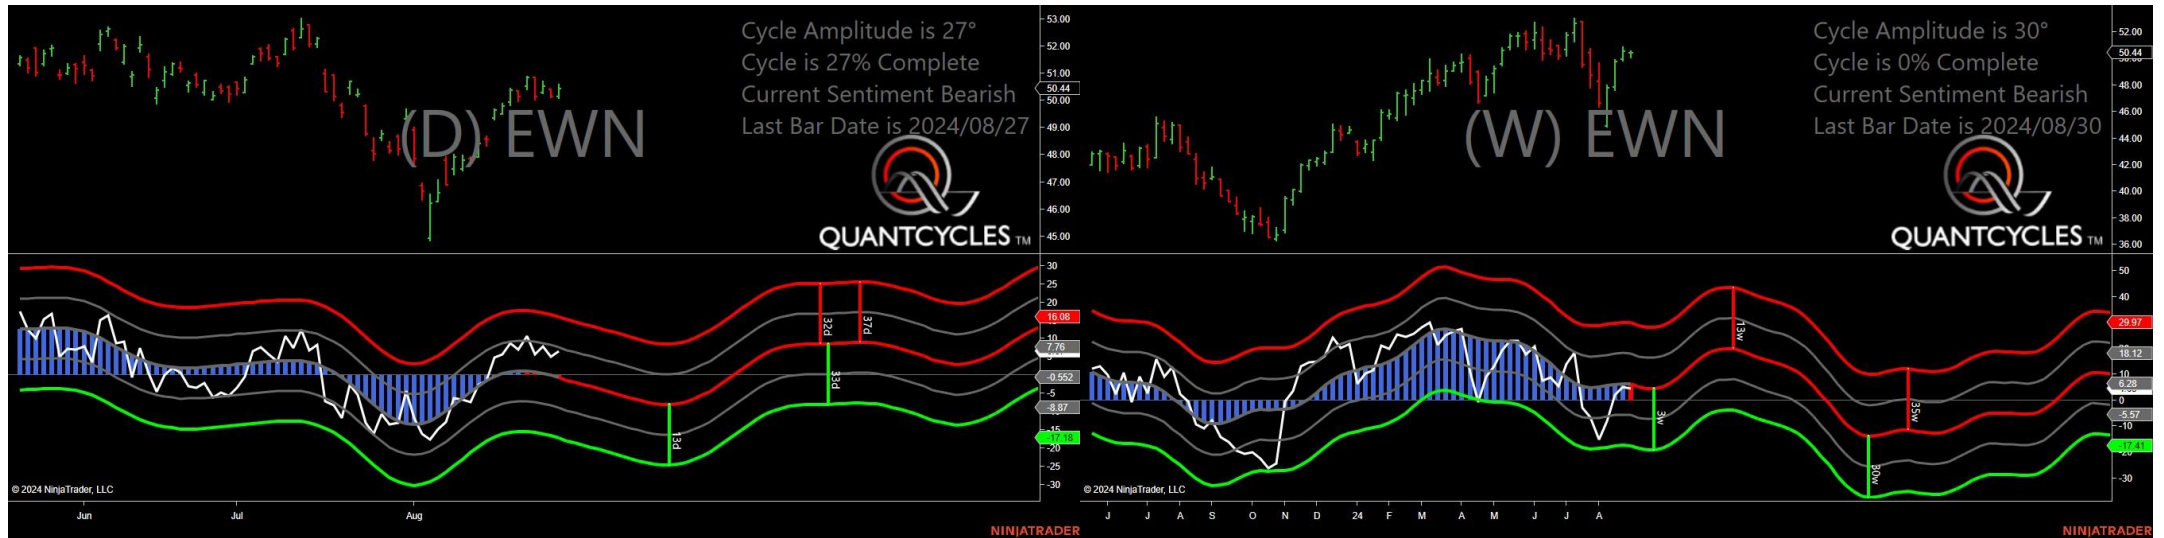 Cycle Amplitude is 27°
Cycle is 27% Complete
Current Sentiment Bearish
Last Bar Date is 2024/08/27
(D) EWN
QUANTCYCLES TM
53.00
52.00
51.00
50.44
50.00
49.00
48.00
47.00
46.00
45.00
30
25
20
16.08
10
7.76
-0.552
-5
-8.87
-15
-17.18
-20
-25
-30
13d
32d
33d
37d
© 2024 NinjaTrader, LLC
Jun Jul Aug
NINJATRADER
Cycle Amplitude is 30°
Cycle is 0% Complete
Current Sentiment Bearish
Last Bar Date is 2024/08/30
(W) EWN
QUANTCYCLES TM
52.00
50.44
48.00
46.00
44.00
42.00
40.00
38.00
36.00
50
40
29.97
18.12
10
6.28
0
-5.57
-10
-17.41
-30
3w
13w
30w
35w
© 2024 NinjaTrader, LLC
J J A S O N D 24 F M A M J J A
NINJATRADER